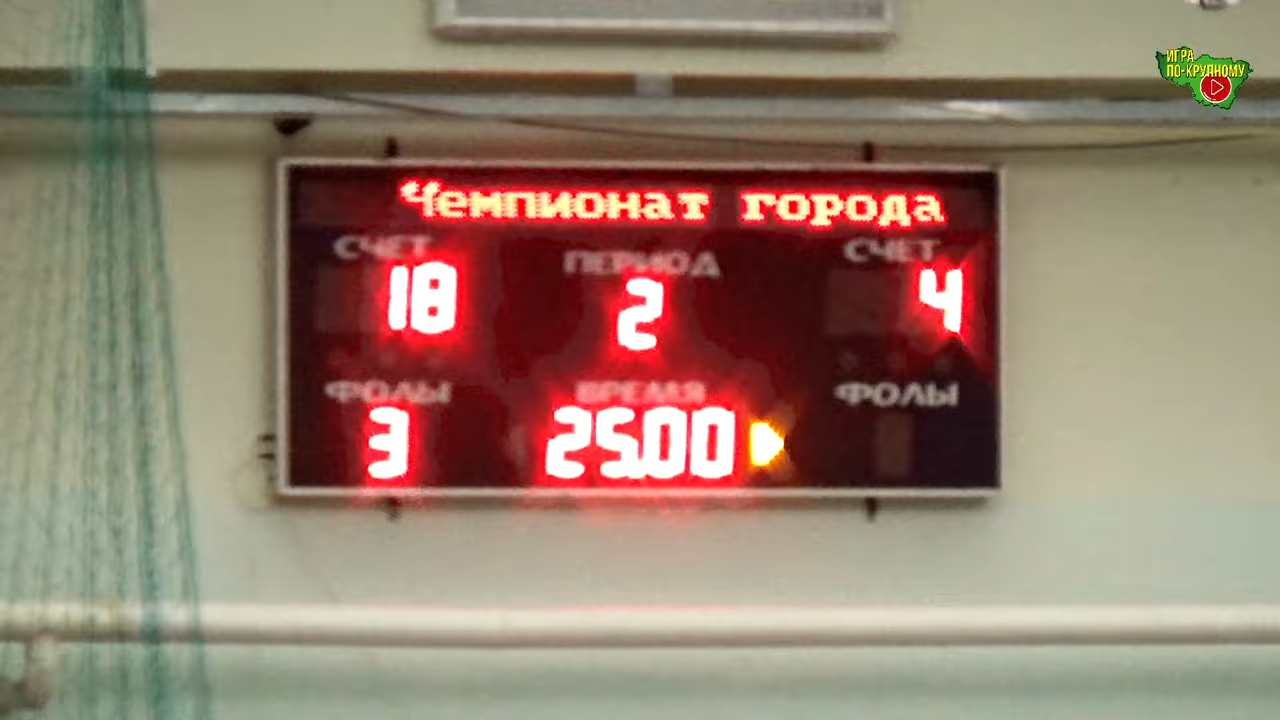 ИГРА
ПО-КРУПНОМУ
Чемпионат города
СЧЕТ ПЕРИОД СЧЕТ
18 2 4
ФОЛЫ ВРЕМЯ ФОЛЫ
3 25.00